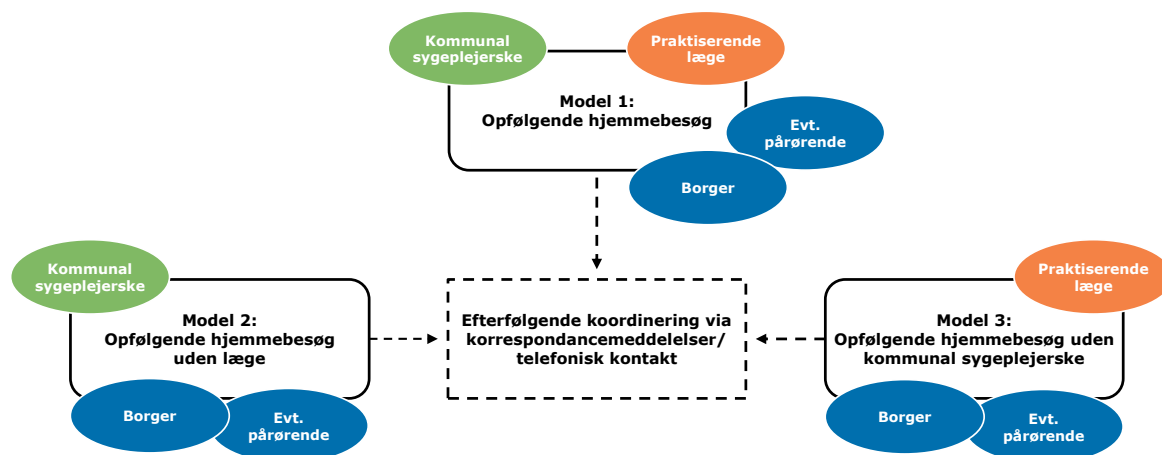 Kommunal
sygeplejerske
Praktiserende
læge
Model 1:
Opfølgende hjemmebesøg
Evt.
pårørende
Borger
Kommunal
sygeplejerske
Model 2:
Opfølgende hjemmebesøg
uden læge
Borger
Evt.
pårørende
Efterfølgende koordinering via
korrespondancemeddelelser/
telefonisk kontakt
Praktiserende
læge
Model 3:
Opfølgende hjemmebesøg uden
kommunal sygeplejerske
Borger
Evt.
pårørende